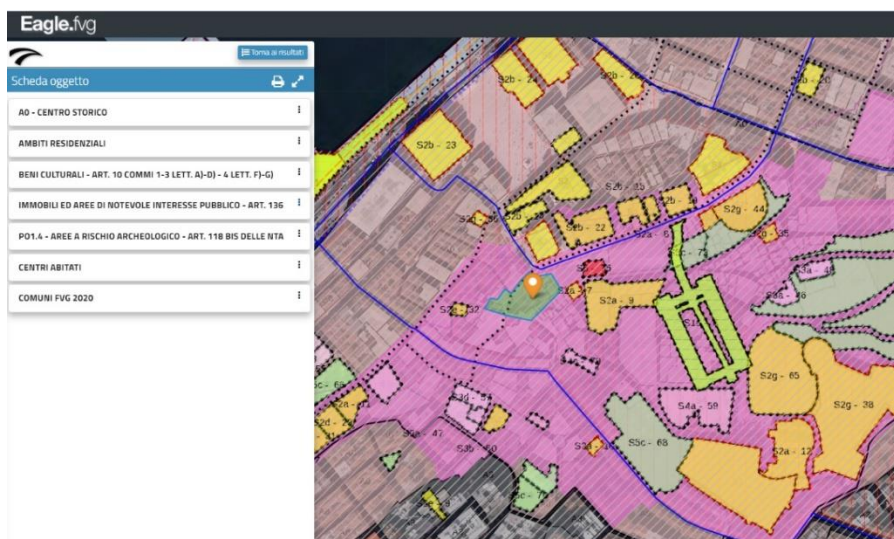 Eagle.fvg
Torna ai risultati
Scheda oggetto
A0 - CENTRO STORICO
AMBITI RESIDENZIALI
BENI CULTURALI - ART. 10 COMMI 1-3 LETT. A)-D) - 4 LETT. F)-G)
IMMOBILI ED AREE DI NOTEVOLE INTERESSE PUBBLICO - ART. 136
PO1.4 - AREE A RISCHIO ARCHEOLOGICO - ART. 118 BIS DELLE NTA
CENTRI ABITATI
COMUNI FVG 2020
S2b - 24
S2b - 23
S2b - 22
S2g - 44
S2a - 9
S2g - 65
S2g - 38
S4a - 59
S5c - 68
S2a - 12